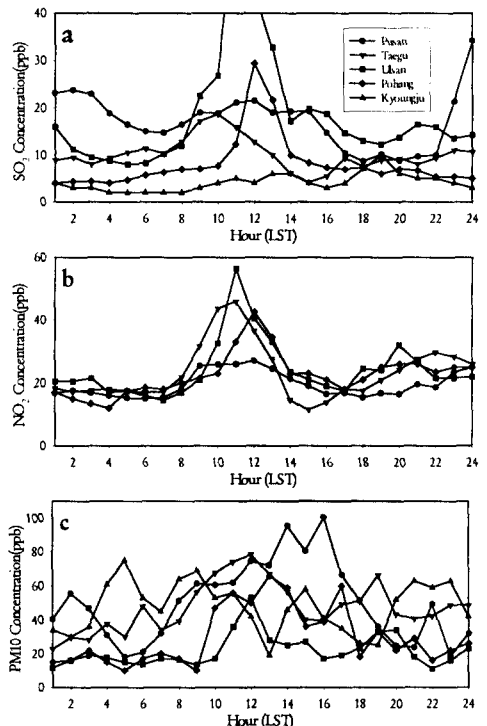 a
40
30
20
10
0
SO2 Concentration(ppb)
Pusan
Taegu
Ulsan
Pohang
Kyoungju
2 4 6 8 10 12 14 16 18 20 22 24
Hour (LST)
b
60
40
20
0
NO2 Concentration(ppb)
2 4 6 8 10 12 14 16 18 20 22 24
Hour (LST)
c
100
80
60
40
20
0
PM10 Concentration(ppb)
2 4 6 8 10 12 14 16 18 20 22 24
Hour (LST)